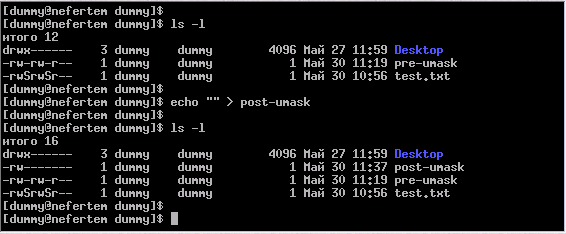 [dummy@nefertem dummy]$
[dummy@nefertem dummy]$ ls -l
итого 12
drwx------ 3 dummy dummy 4096 Май 27 11:59 Desktop
-rw-rw-r-- 1 dummy dummy 1 Май 30 11:19 pre-umask
-rwSrwSr-- 1 dummy dummy 1 Май 30 10:56 test.txt
[dummy@nefertem dummy]$
[dummy@nefertem dummy]$ echo "" > post-umask
[dummy@nefertem dummy]$
[dummy@nefertem dummy]$ ls -l
итого 16
drwx------ 3 dummy dummy 4096 Май 27 11:59 Desktop
-rw------- 1 dummy dummy 1 Май 30 11:37 post-umask
-rw-rw-r-- 1 dummy dummy 1 Май 30 11:19 pre-umask
-rwSrwSr-- 1 dummy dummy 1 Май 30 10:56 test.txt
[dummy@nefertem dummy]$
[dummy@nefertem dummy]$